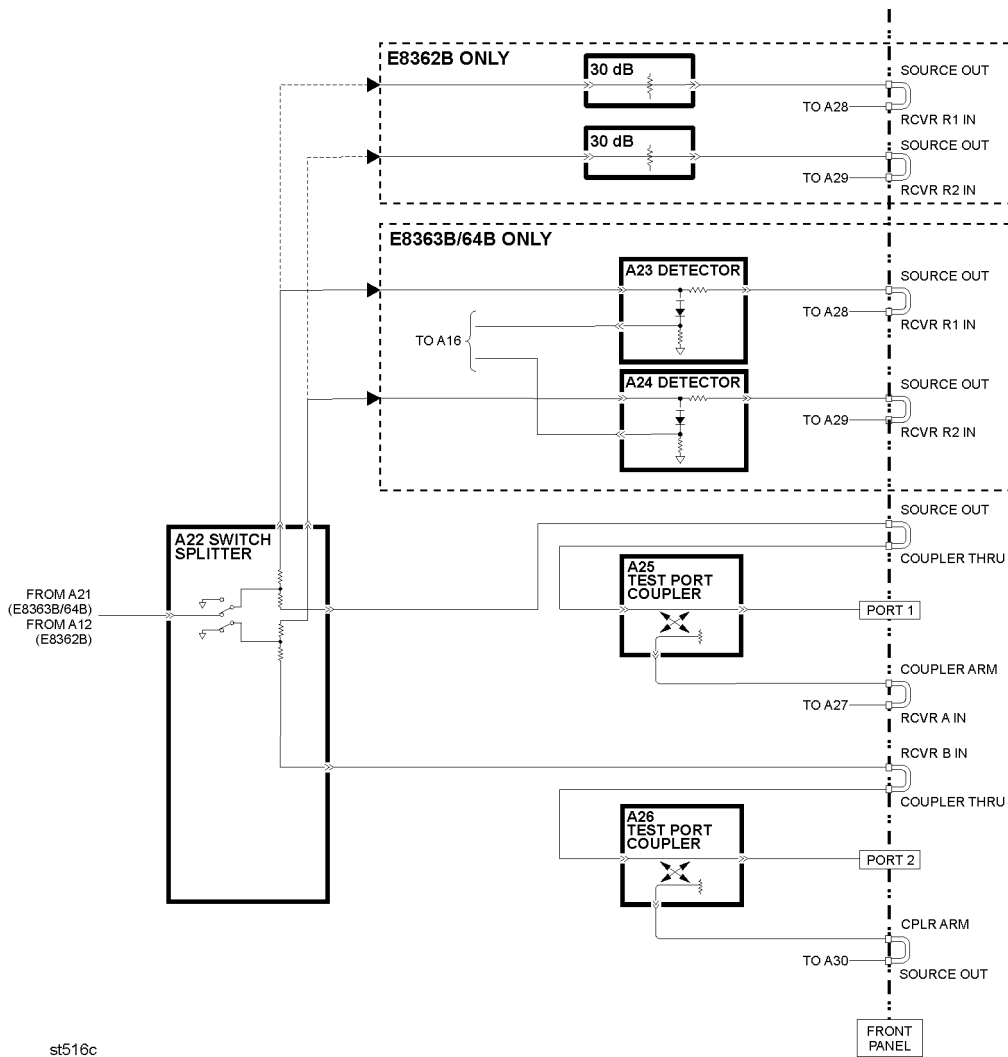 E8362B ONLY
30 dB
SOURCE OUT
TO A28
RCVR R1 IN
30 dB
SOURCE OUT
TO A29
RCVR R2 IN
E8363B/64B ONLY
A23 DETECTOR
SOURCE OUT
TO A28
RCVR R1 IN
TO A16
A24 DETECTOR
SOURCE OUT
TO A29
RCVR R2 IN
SOURCE OUT
COUPLER THRU
A22 SWITCH
SPLITTER
A25
TEST PORT
COUPLER
FROM A21
(E8363B/64B)
FROM A12
(E8362B)
PORT 1
COUPLER ARM
TO A27
RCVR A IN
RCVR B IN
COUPLER THRU
A26
TEST PORT
COUPLER
PORT 2
CPLR ARM
TO A30
SOURCE OUT
FRONT
PANEL
st516c